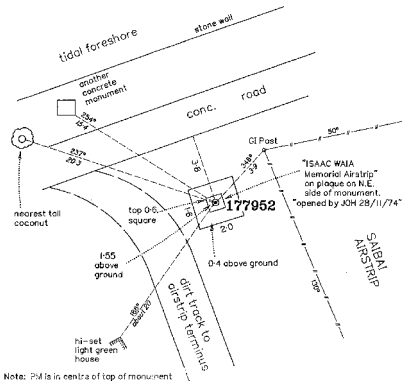 tidal foreshore
stone wall
another
concrete
monument
conc. road
254°
15·4
237°
20·3
nearest tall
coconut
3·8
GI Post
50°
348°
3·9
"ISAAC WAIA
Memorial Airstrip"
on plaque on N.E.
side of monument.
"opened by JOH 28/11/74"
top 0·6
square
1·6
177952
2·0
1·55
above
ground
0·4 above ground
dirt track to
airstrip terminus
about 20
130°
SAIBAI
AIRSTRIP
hi-set
light green
house
Note: PM is in centre of top of monument